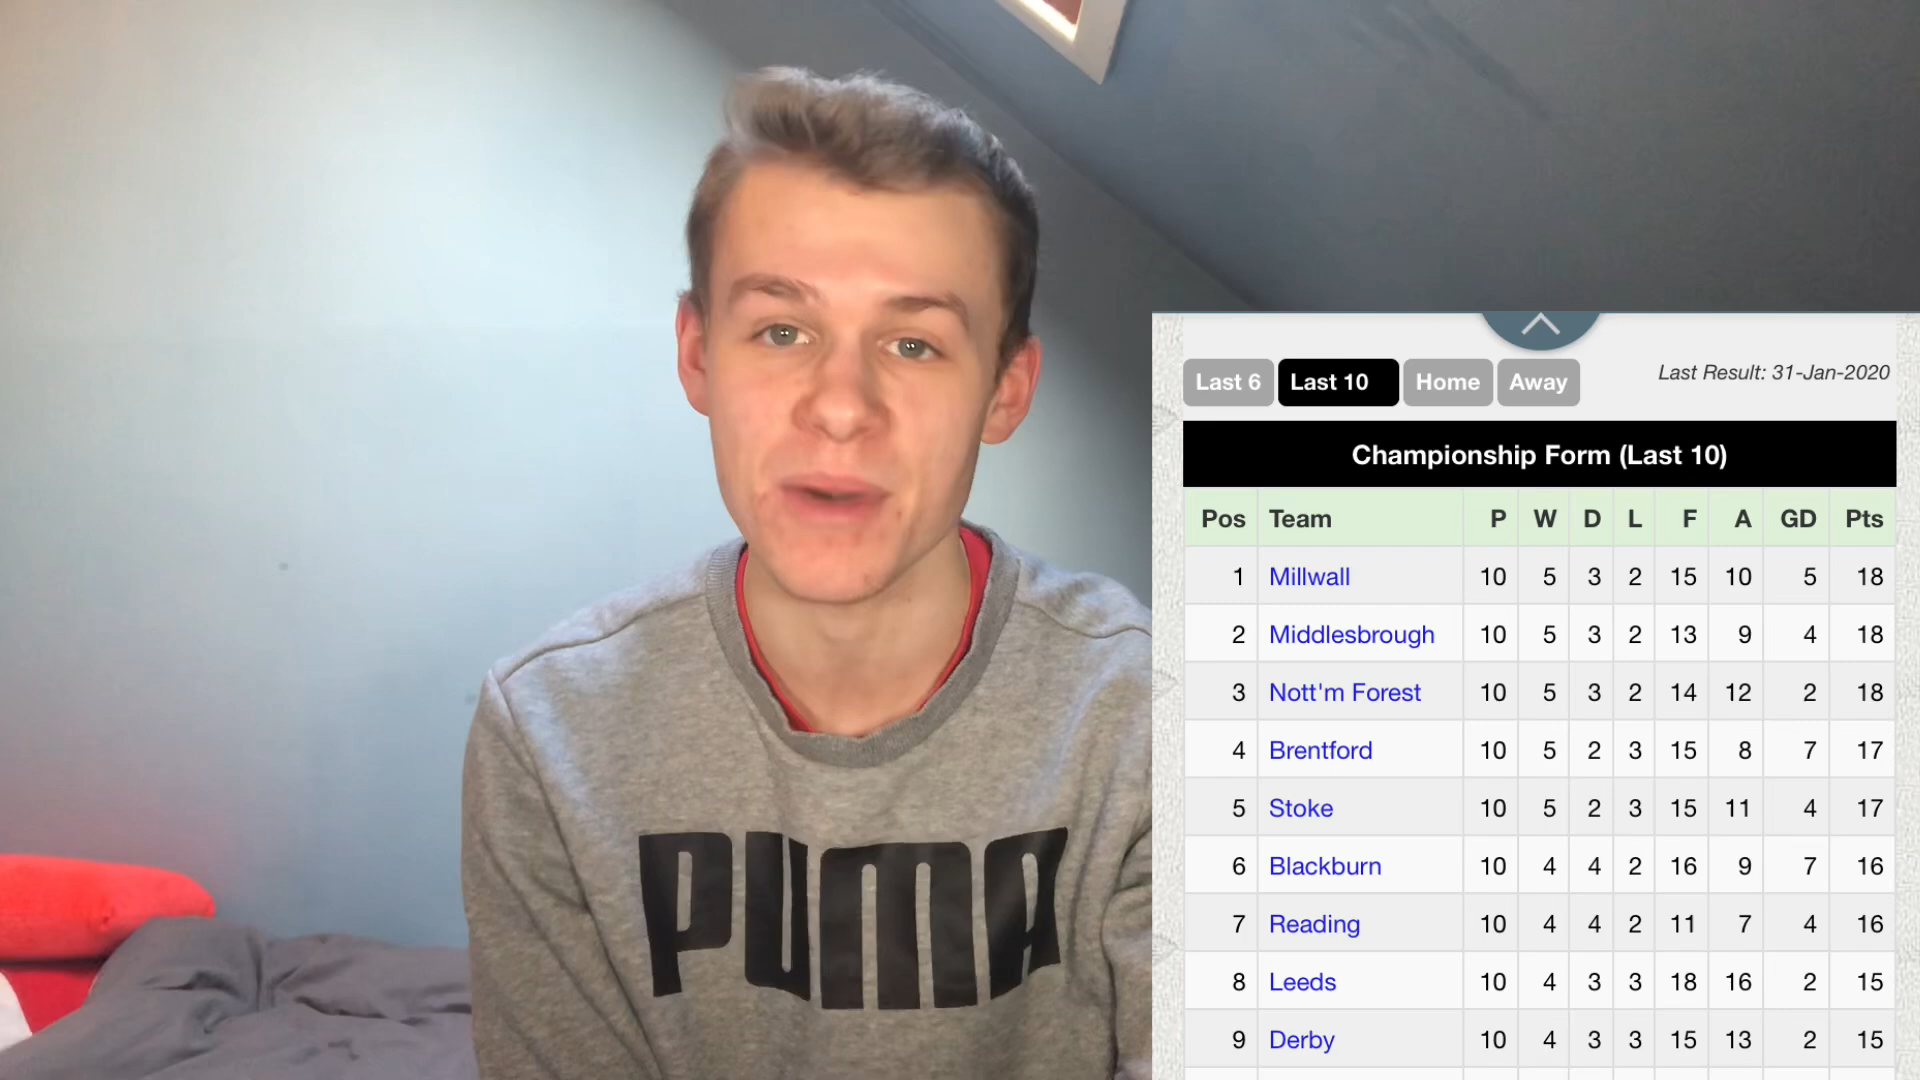 PUMA
Last 6 Last 10 Home Away Last Result: 31-Jan-2020
Championship Form (Last 10)
Pos Team P W D L F A GD Pts
1 Millwall 10 5 3 2 15 10 5 18
2 Middlesbrough 10 5 3 2 13 9 4 18
3 Nott'm Forest 10 5 3 2 14 12 2 18
4 Brentford 10 5 2 3 15 8 7 17
5 Stoke 10 5 2 3 15 11 4 17
6 Blackburn 10 4 4 2 16 9 7 16
7 Reading 10 4 4 2 11 7 4 16
8 Leeds 10 4 3 3 18 16 2 15
9 Derby 10 4 3 3 15 13 2 15